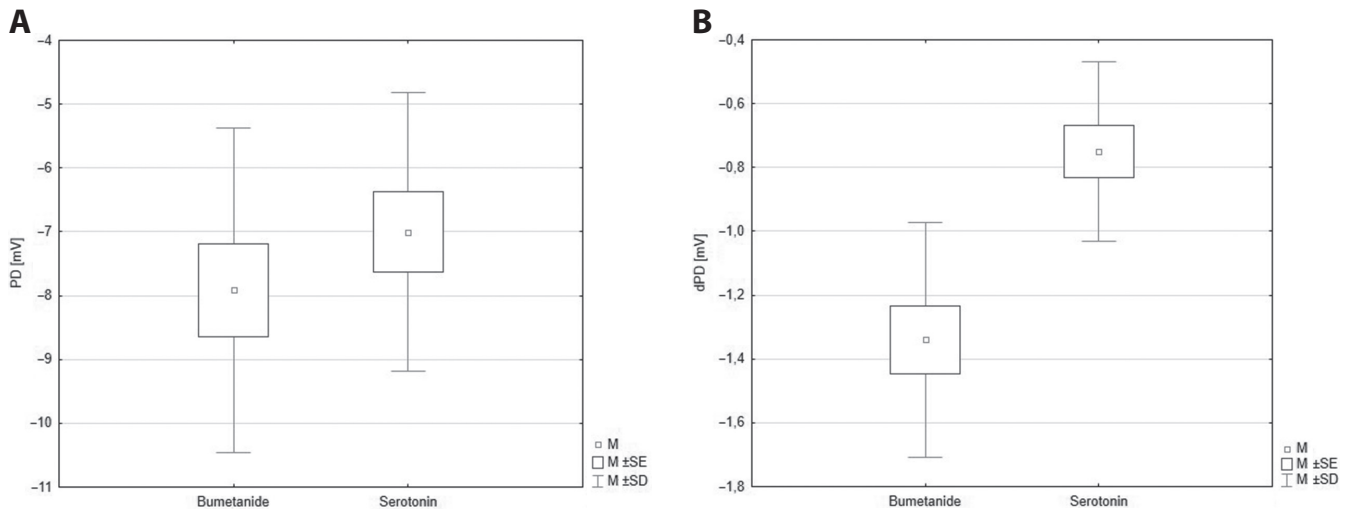 A
PD [mV]
–4
–5
–6
–7
–8
–9
–10
–11
Bumetanide Serotonin
M
M ±SE
M ±SD
B
dPD [mV]
–0,4
–0,6
–0,8
–1,0
–1,2
–1,4
–1,6
–1,8
Bumetanide Serotonin
M
M ±SE
M ±SD